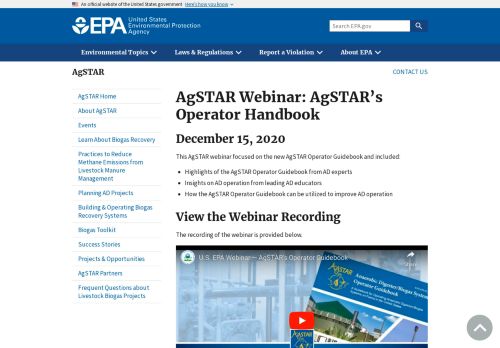 An official website of the United States government Here's how you know
EPA United States
Environmental Protection
Agency
Search EPA.gov
Environmental Topics
Laws & Regulations
Report a Violation
About EPA
AgSTAR
CONTACT US
AgSTAR Home
About AgSTAR
Events
Learn About Biogas Recovery
Practices to Reduce
Methane Emissions from
Livestock Manure
Management
Planning AD Projects
Building & Operating Biogas
Recovery Systems
Biogas Toolkit
Success Stories
Projects & Opportunities
AgSTAR Partners
Frequent Questions about
Livestock Biogas Projects
AgSTAR Webinar: AgSTAR's
Operator Handbook
December 15, 2020
This AgSTAR webinar focused on the new AgSTAR Operator Guidebook and included:
Highlights of the AgSTAR Operator Guidebook from AD experts
Insights on AD operation from leading AD educators
How the AgSTAR Operator Guidebook can be utilized to improve AD operation
View the Webinar Recording
The recording of the webinar is provided below.
U.S. EPA Webinar – AgSTAR's Operator Guidebook
Share
AgSTAR
Anaerobic Digester/Biogas System
Operator Guidebook
AgSTAR